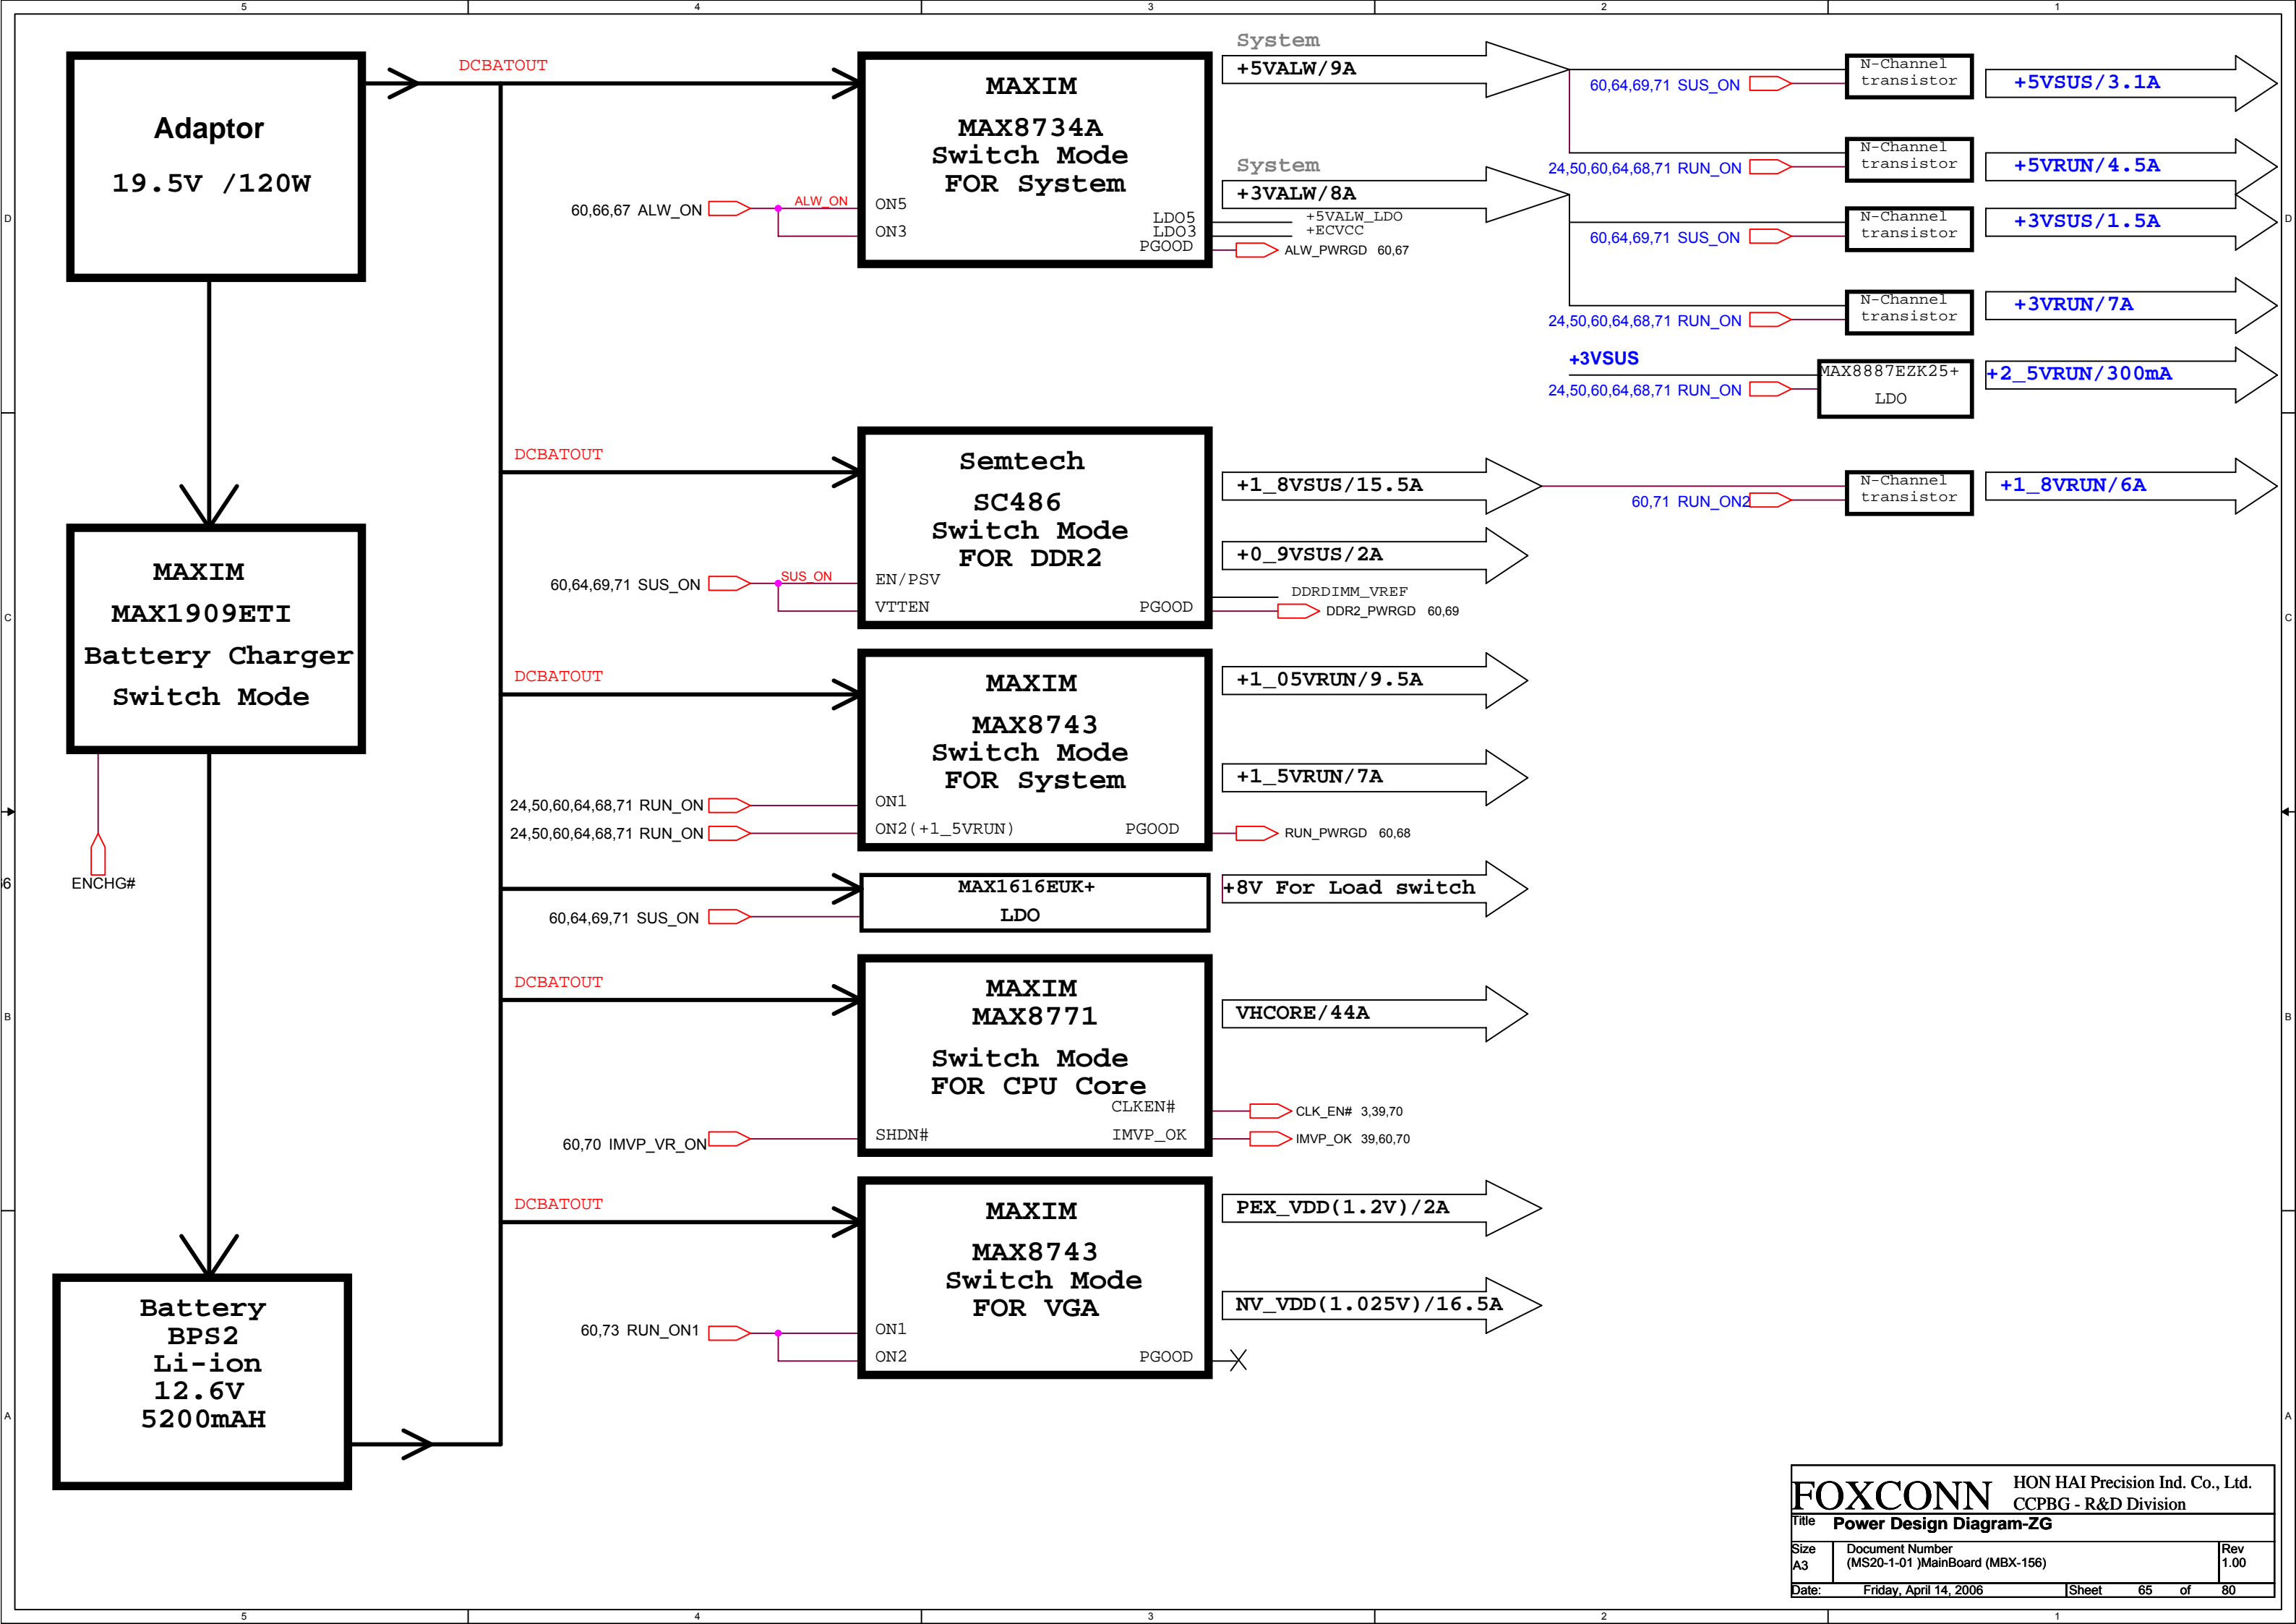 5 4 3 2 1
Adaptor
19.5V /120W
DCBATOUT
MAXIM
MAX8734A
Switch Mode
FOR System
60,66,67 ALW_ON
ALW_ON
ON5
ON3
LDO5
LDO3
PGOOD
+5VALW_LDO
+ECVCC
ALW_PWRGD 60,67
System
+5VALW/9A
System
+3VALW/8A
60,64,69,71 SUS_ON
N-Channel
transistor
+5VSUS/3.1A
24,50,60,64,68,71 RUN_ON
N-Channel
transistor
+5VRUN/4.5A
60,64,69,71 SUS_ON
N-Channel
transistor
+3VSUS/1.5A
24,50,60,64,68,71 RUN_ON
N-Channel
transistor
+3VRUN/7A
+3VSUS
24,50,60,64,68,71 RUN_ON
MAX8887EZK25+
LDO
+2_5VRUN/300mA
D
D
MAXIM
MAX1909ETI
Battery Charger
Switch Mode
ENCHG#
DCBATOUT
Semtech
SC486
Switch Mode
FOR DDR2
60,64,69,71 SUS_ON
SUS_ON
EN/PSV
VTTEN
PGOOD
+1_8VSUS/15.5A
+0_9VSUS/2A
DDRDIMM_VREF
DDR2_PWRGD 60,69
60,71 RUN_ON2
N-Channel
transistor
+1_8VRUN/6A
C
C
DCBATOUT
MAXIM
MAX8743
Switch Mode
FOR System
24,50,60,64,68,71 RUN_ON
24,50,60,64,68,71 RUN_ON
ON1
ON2(+1_5VRUN)
PGOOD
+1_05VRUN/9.5A
+1_5VRUN/7A
RUN_PWRGD 60,68
60,64,69,71 SUS_ON
MAX1616EUK+
LDO
+8V For Load switch
DCBATOUT
MAXIM
MAX8771
Switch Mode
FOR CPU Core
60,70 IMVP_VR_ON
SHDN#
CLKEN#
IMVP_OK
VHCORE/44A
CLK_EN# 3,39,70
IMVP_OK 39,60,70
B
B
DCBATOUT
MAXIM
MAX8743
Switch Mode
FOR VGA
60,73 RUN_ON1
ON1
ON2
PGOOD
PEX_VDD(1.2V)/2A
NV_VDD(1.025V)/16.5A
Battery
BPS2
Li-ion
12.6V
5200mAH
A
A
FOXCONN
HON HAI Precision Ind. Co., Ltd.
CCPBG - R&D Division
Title
Power Design Diagram-ZG
Size
A3
Document Number
(MS20-1-01 )MainBoard (MBX-156)
Rev
1.00
Date: Friday, April 14, 2006
Sheet 65 of 80
5 4 3 2 1